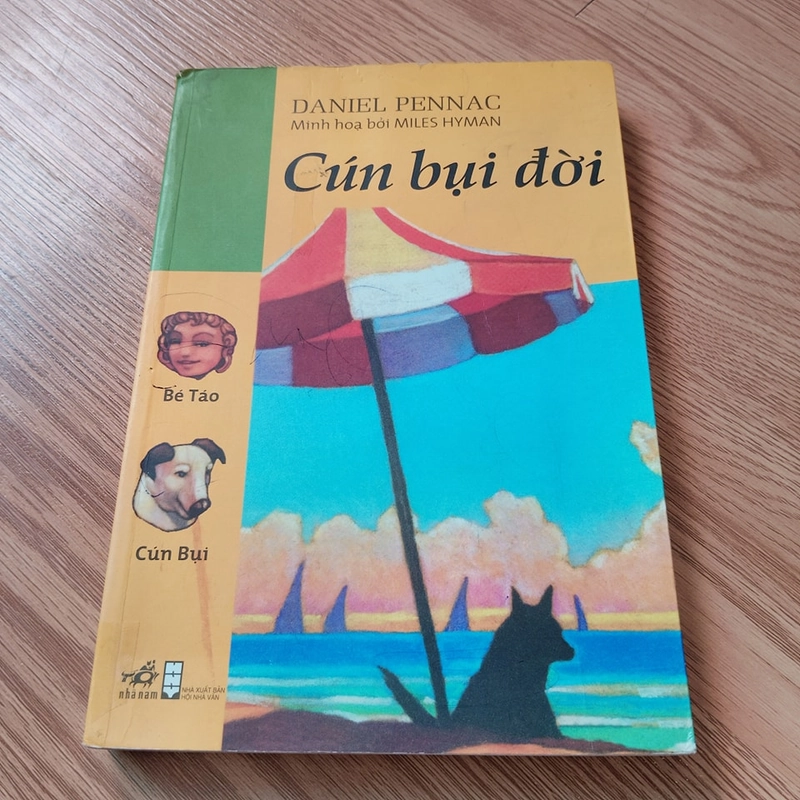 DANIEL PENNAC
Minh hoạ bởi MILES HYMAN
Cún bụi đời
Bé Táo
Cún Bụi
nhã nam
NHÀ XUẤT BẢN
HỘI NHÀ VĂN